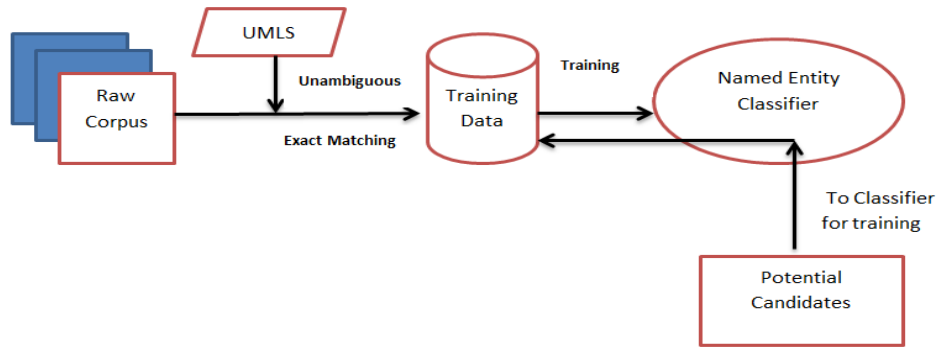 UMLS
Unambiguous
Raw
Corpus
Exact Matching
Training
Data
Training
Named Entity
Classifier
To Classifier
for training
Potential
Candidates